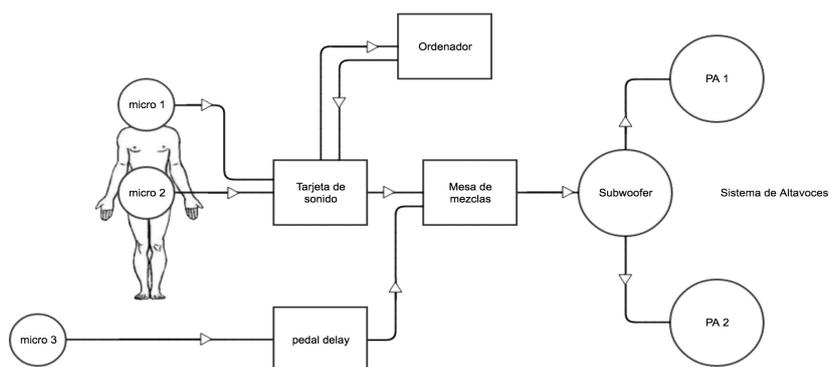 Ordenador
PA 1
micro 1
micro 2
Tarjeta de
sonido
Mesa de
mezclas
Subwoofer
Sistema de Altavoces
micro 3
pedal delay
PA 2